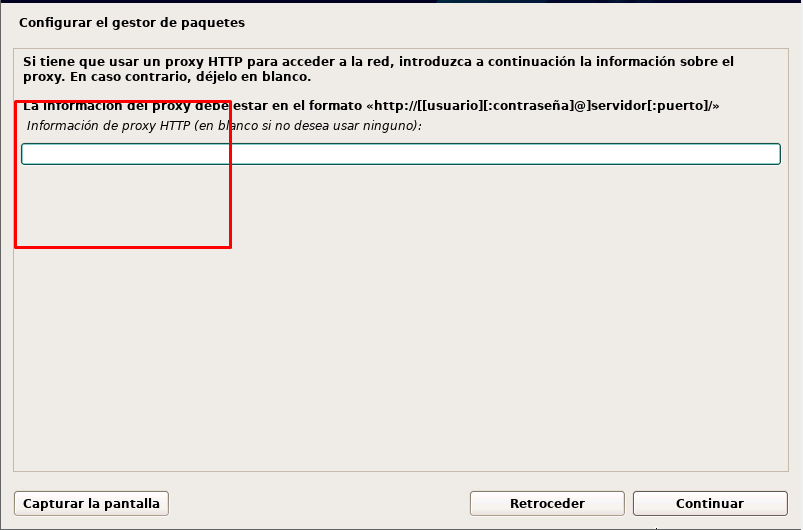 Configurar el gestor de paquetes
Si tiene que usar un proxy HTTP para acceder a la red, introduzca a continuación la información sobre el
proxy. En caso contrario, déjelo en blanco.
La información del proxy debe estar en el formato «http://[[usuario][:contraseña]@]servidor[:puerto]/»
Información de proxy HTTP (en blanco si no desea usar ninguno):
Capturar la pantalla
Retroceder
Continuar